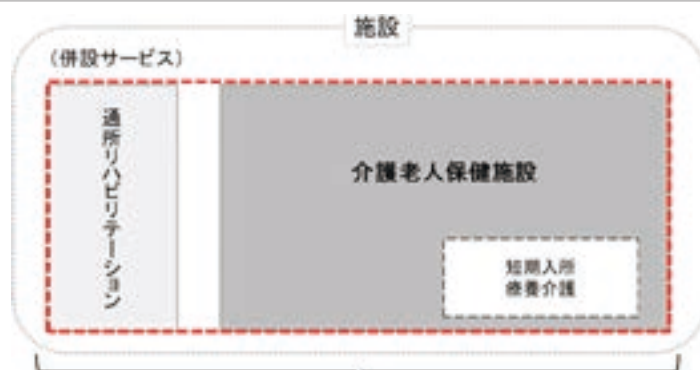 施設
（併設サービス）
通所リハビリテーション
介護老人保健施設
短期入所
療養介護